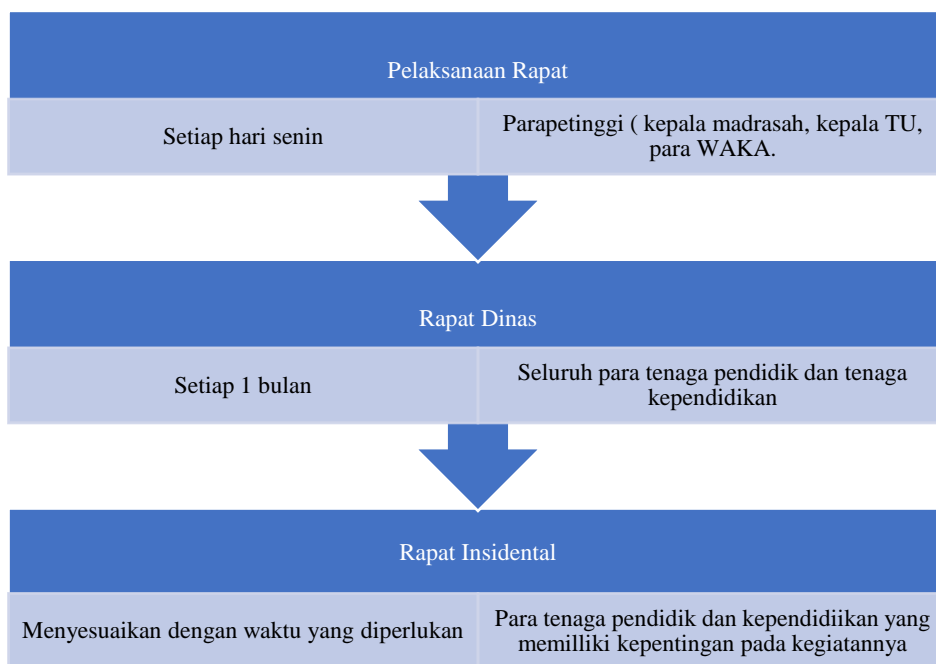 Pelaksanaan Rapat
Setiap hari senin
Parapetinggi ( kepala madrasah, kepala TU,
para WAKA.
Rapat Dinas
Setiap 1 bulan
Seluruh para tenaga pendidik dan tenaga
kependidikan
Rapat Insidental
Menyesuaikan dengan waktu yang diperlukan
Para tenaga pendidik dan kependidiikan yang
memilliki kepentingan pada kegiatannya